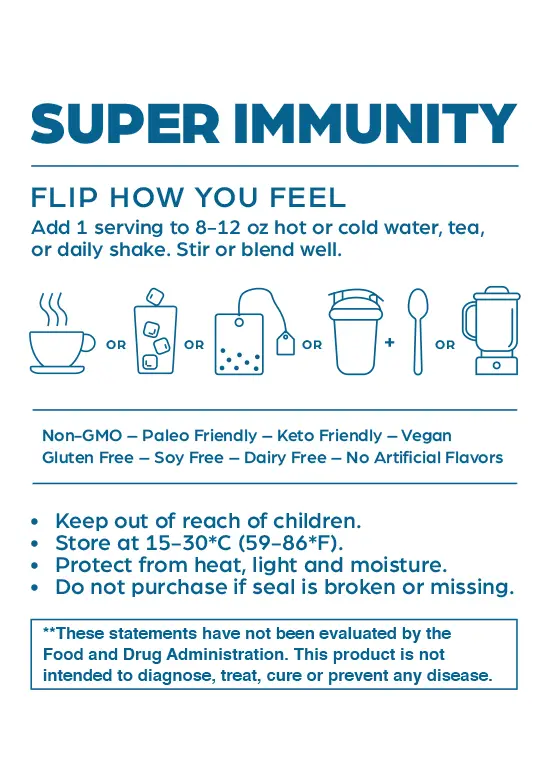 SUPER IMMUNITY
FLIP HOW YOU FEEL
Add 1 serving to 8-12 oz hot or cold water, tea,
or daily shake. Stir or blend well.
OR OR OR + OR
Non-GMO – Paleo Friendly – Keto Friendly – Vegan
Gluten Free – Soy Free – Dairy Free – No Artificial Flavors
• Keep out of reach of children.
• Store at 15-30*C (59-86*F).
• Protect from heat, light and moisture.
• Do not purchase if seal is broken or missing.
**These statements have not been evaluated by the
Food and Drug Administration. This product is not
intended to diagnose, treat, cure or prevent any disease.